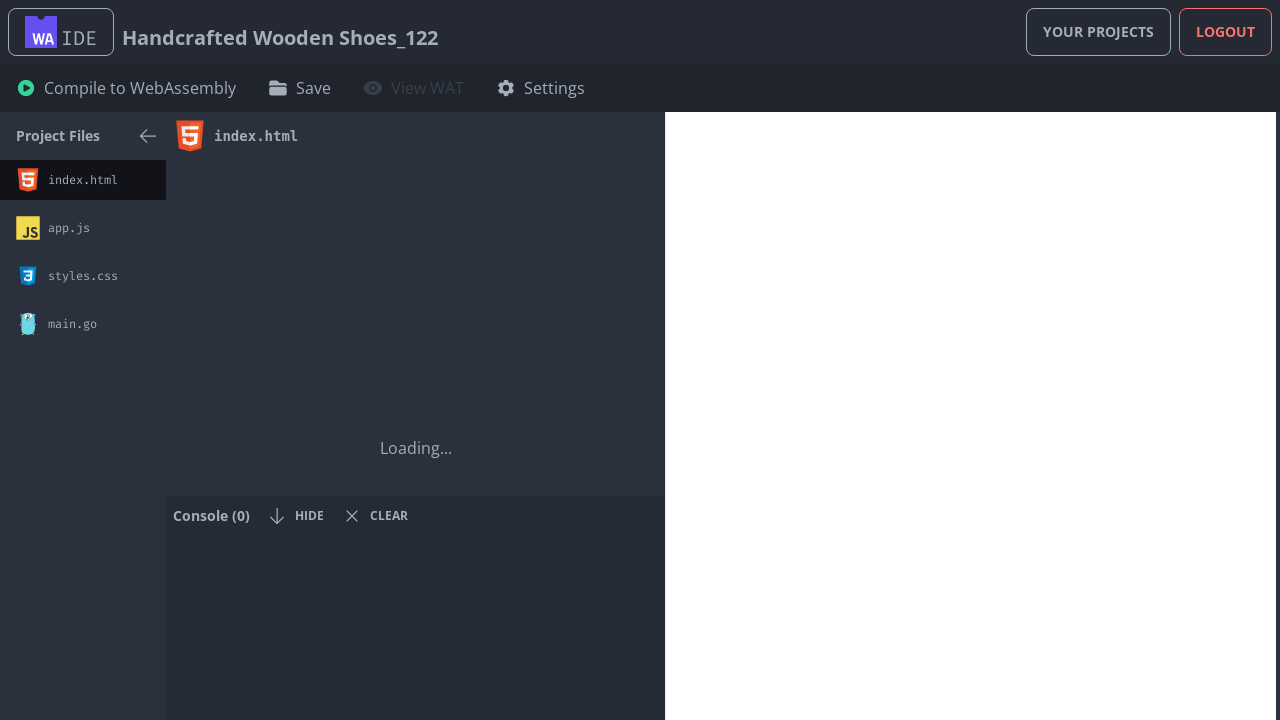 WA IDE
Handcrafted Wooden Shoes_122
YOUR PROJECTS
LOGOUT
Compile to WebAssembly
Save
View WAT
Settings
Project Files
index.html
JS app.js
styles.css
main.go
index.html
Loading...
Console (0)
HIDE
CLEAR